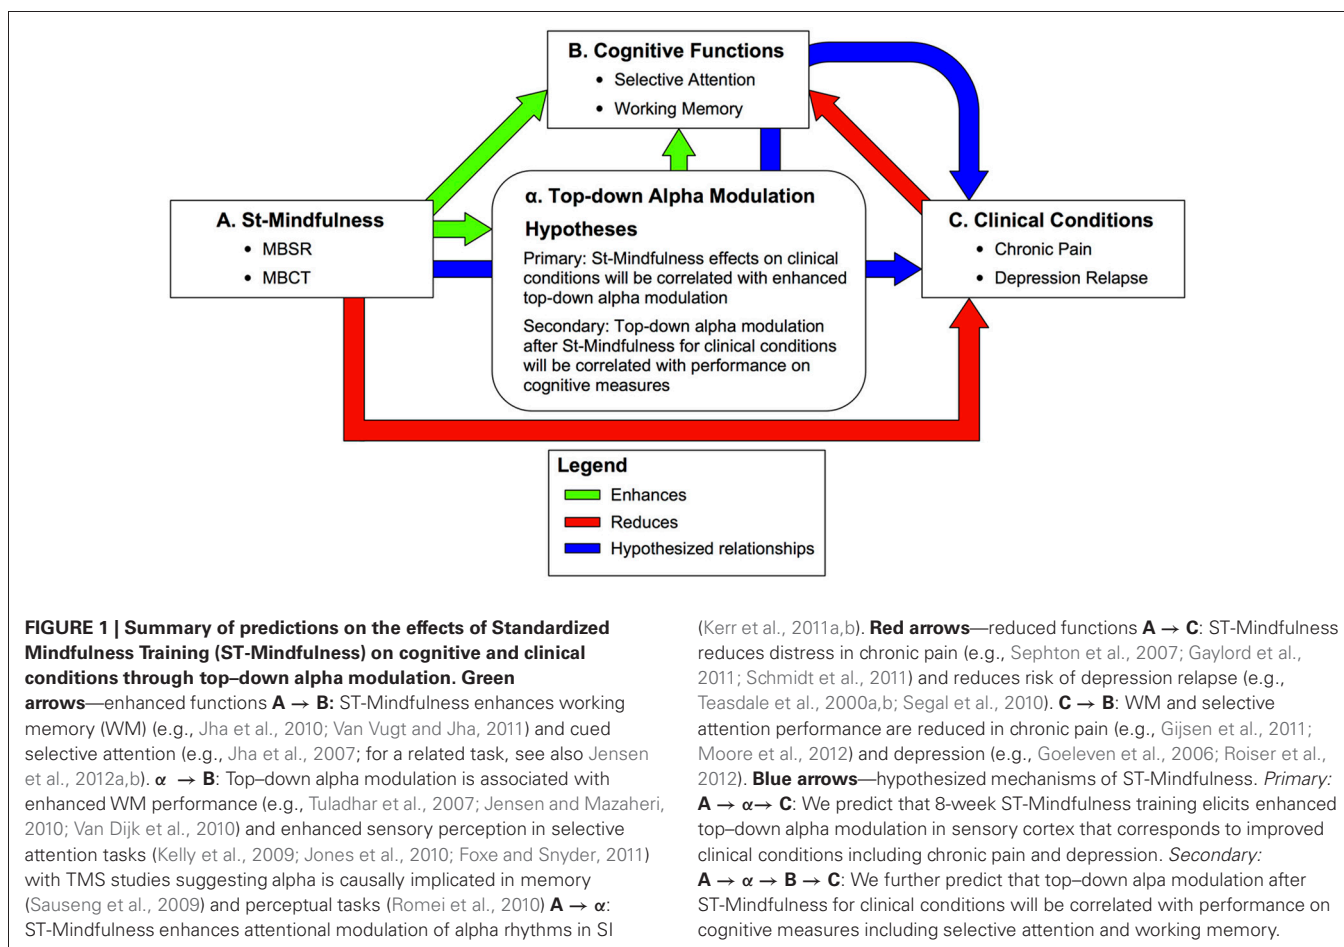 B. Cognitive Functions
• Selective Attention
• Working Memory
A. St-Mindfulness
• MBSR
• MBCT
α. Top-down Alpha Modulation
Hypotheses
Primary: St-Mindfulness effects on clinical
conditions will be correlated with enhanced
top-down alpha modulation
Secondary: Top-down alpha modulation
after St-Mindfulness for clinical conditions
will be correlated with performance on
cognitive measures
C. Clinical Conditions
• Chronic Pain
• Depression Relapse
Legend
Enhances
Reduces
Hypothesized relationships
FIGURE 1 | Summary of predictions on the effects of Standardized
Mindfulness Training (ST-Mindfulness) on cognitive and clinical
conditions through top–down alpha modulation. Green
arrows—enhanced functions A → B: ST-Mindfulness enhances working
memory (WM) (e.g., Jha et al., 2010; Van Vugt and Jha, 2011) and cued
selective attention (e.g., Jha et al., 2007; for a related task, see also Jensen
et al., 2012a,b). α → B: Top–down alpha modulation is associated with
enhanced WM performance (e.g., Tuladhar et al., 2007; Jensen and Mazaheri,
2010; Van Dijk et al., 2010) and enhanced sensory perception in selective
attention tasks (Kelly et al., 2009; Jones et al., 2010; Foxe and Snyder, 2011)
with TMS studies suggesting alpha is causally implicated in memory
(Sauseng et al., 2009) and perceptual tasks (Romei et al., 2010) A → α:
ST-Mindfulness enhances attentional modulation of alpha rhythms in SI
(Kerr et al., 2011a,b). Red arrows—reduced functions A → C: ST-Mindfulness
reduces distress in chronic pain (e.g., Sephton et al., 2007; Gaylord et al.,
2011; Schmidt et al., 2011) and reduces risk of depression relapse (e.g.,
Teasdale et al., 2000a,b; Segal et al., 2010). C → B: WM and selective
attention performance are reduced in chronic pain (e.g., Gijsen et al., 2011;
Moore et al., 2012) and depression (e.g., Goeleven et al., 2006; Roiser et al.,
2012). Blue arrows—hypothesized mechanisms of ST-Mindfulness. Primary:
A → α→ C: We predict that 8-week ST-Mindfulness training elicits enhanced
top–down alpha modulation in sensory cortex that corresponds to improved
clinical conditions including chronic pain and depression. Secondary:
A → α → B → C: We further predict that top–down alpa modulation after
ST-Mindfulness for clinical conditions will be correlated with performance on
cognitive measures including selective attention and working memory.